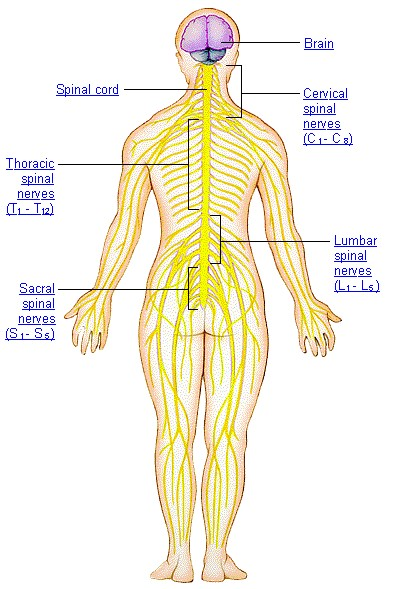 Brain
Spinal cord
Cervical
spinal
nerves
(C1 - C8)
Thoracic
spinal
nerves
(T1 - T12)
Lumbar
spinal
nerves
(L1 - L5)
Sacral
spinal
nerves
(S1 - S5)